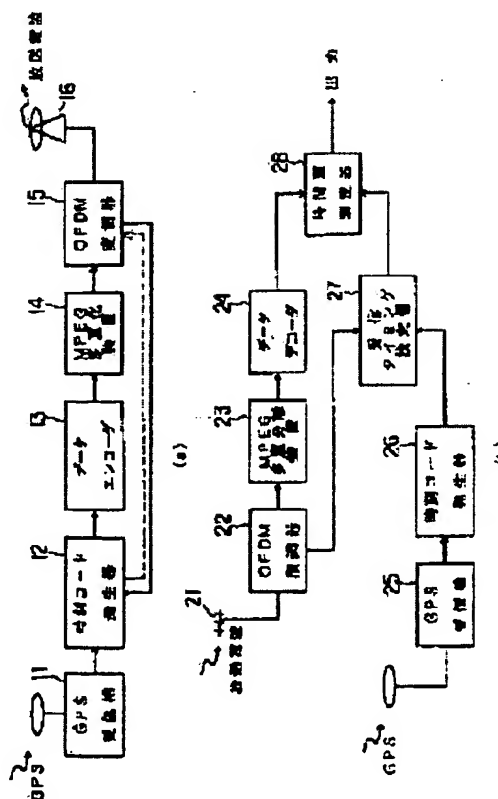 GPS
11
GPS
受信機
12
時刻コード
発生器
13
データ
エンコーダ
14
MPEG
多重化
装置
15
OFDM
変調器
16
放送電波
(a)
21
放送電波
22
OFDM
復調器
23
MPEG
多重分離
装置
24
データ
デコーダ
28
時間差
測定器
出力
27
受信
タイミング
GPS
25
GPS
受信機
26
時刻コード
発生器